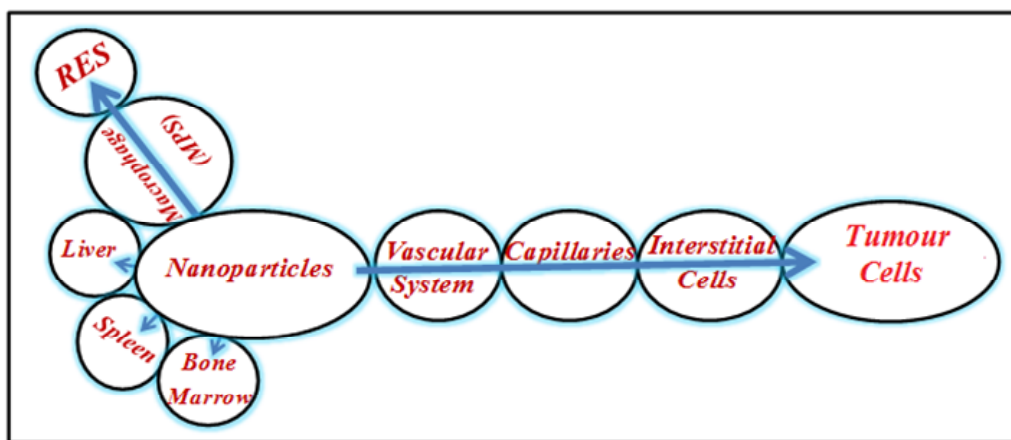 RES
(MPS)
Macrophage
Liver
Spleen
Bone
Marrow
Nanoparticles
Vascular
System
Capillaries
Interstitial
Cells
Tumour
Cells